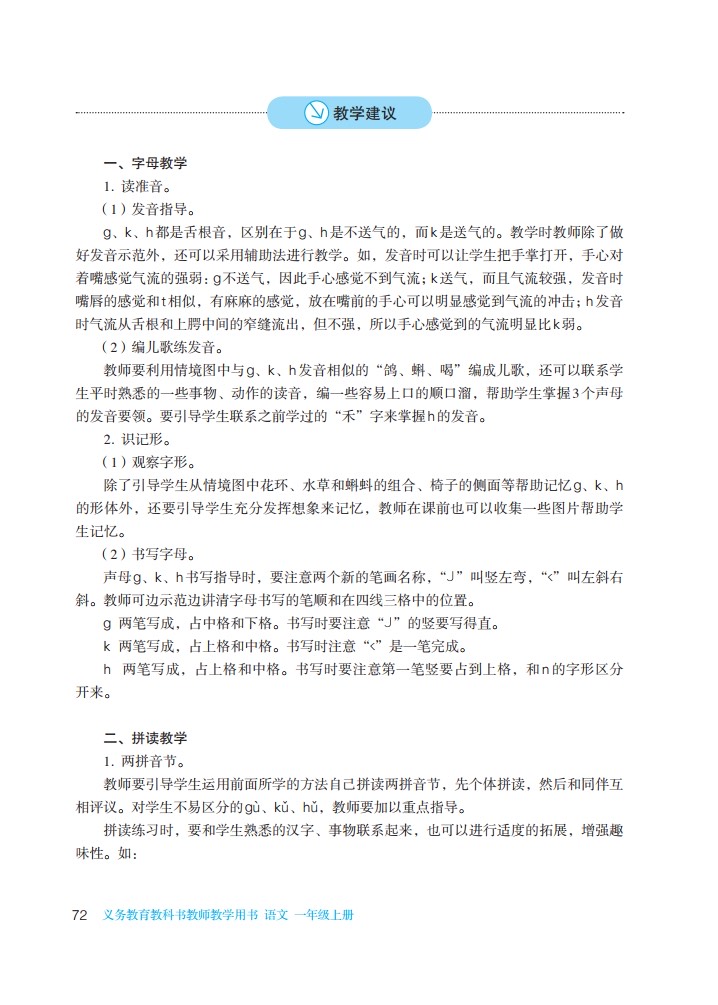 教学建议
一、字母教学
1. 读准音。
（1）发音指导。
g、k、h都是舌根音，区别在于g、h是不送气的，而k是送气的。教学时教师除了做
好发音示范外，还可以采用辅助法进行教学。如，发音时可以让学生把手掌打开，手心对
着嘴感觉气流的强弱：g不送气，因此手心感觉不到气流；k送气，而且气流较强，发音时
嘴唇的感觉和t相似，有麻麻的感觉，放在嘴前的手心可以明显感觉到气流的冲击；h发音
时气流从舌根和上腭中间的窄缝流出，但不强，所以手心感觉到的气流明显比k弱。
（2）编儿歌练发音。
教师要利用情境图中与g、k、h发音相似的“鸽、蝌、喝”编成儿歌，还可以联系学
生平时熟悉的一些事物、动作的读音，编一些容易上口的顺口溜，帮助学生掌握3个声母
的发音要领。要引导学生联系之前学过的“禾”字来掌握h的发音。
2. 识记形。
（1）观察字形。
除了引导学生从情境图中花环、水草和蝌蚪的组合、椅子的侧面等帮助记忆g、k、h
的形体外，还要引导学生充分发挥想象来记忆，教师在课前也可以收集一些图片帮助学
生记忆。
（2）书写字母。
声母g、k、h书写指导时，要注意两个新的笔画名称，“㇚”叫竖左弯，“<”叫左斜右
斜。教师可边示范边讲清字母书写的笔顺和在四线三格中的位置。
g 两笔写成，占中格和下格。书写时要注意“㇚”的竖要写得直。
k 两笔写成，占上格和中格。书写时注意“<”是一笔完成。
h 两笔写成，占上格和中格。书写时要注意第一笔竖要占到上格，和n的字形区分
开来。
二、拼读教学
1. 两拼音节。
教师要引导学生运用前面所学的方法自己拼读两拼音节，先个体拼读，然后和同伴互
相评议。对学生不易区分的gù、kǔ、hǔ，教师要加以重点指导。
拼读练习时，要和学生熟悉的汉字、事物联系起来，也可以进行适度的拓展，增强趣
味性。如：
72 义务教育教科书教师教学用书 语文 一年级上册